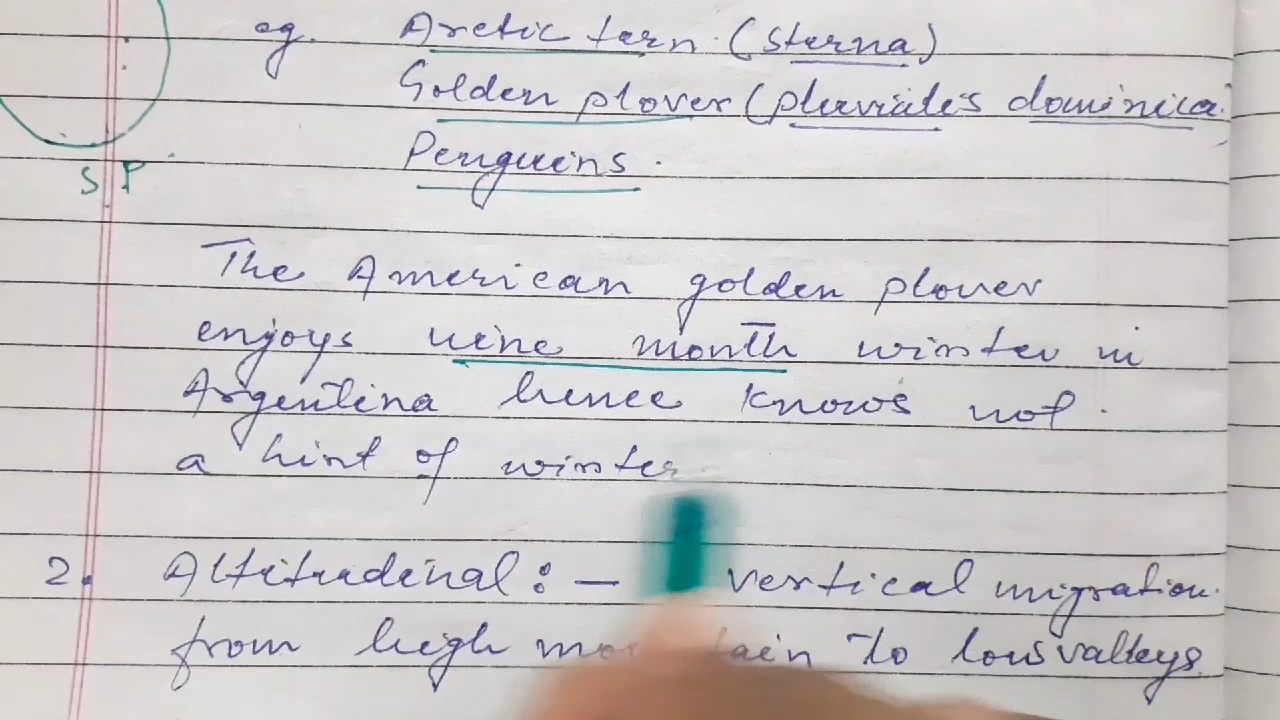 eg. Arctic tern. (Sterna)
Golden plover (pluviales dominica.)
Penguins.
S P
The American golden plover
enjoys nine month winter in
Argentina hence knows not
a hint of winter
2. Altitudinal: — vertical migration.
from high mountain to low valleys.